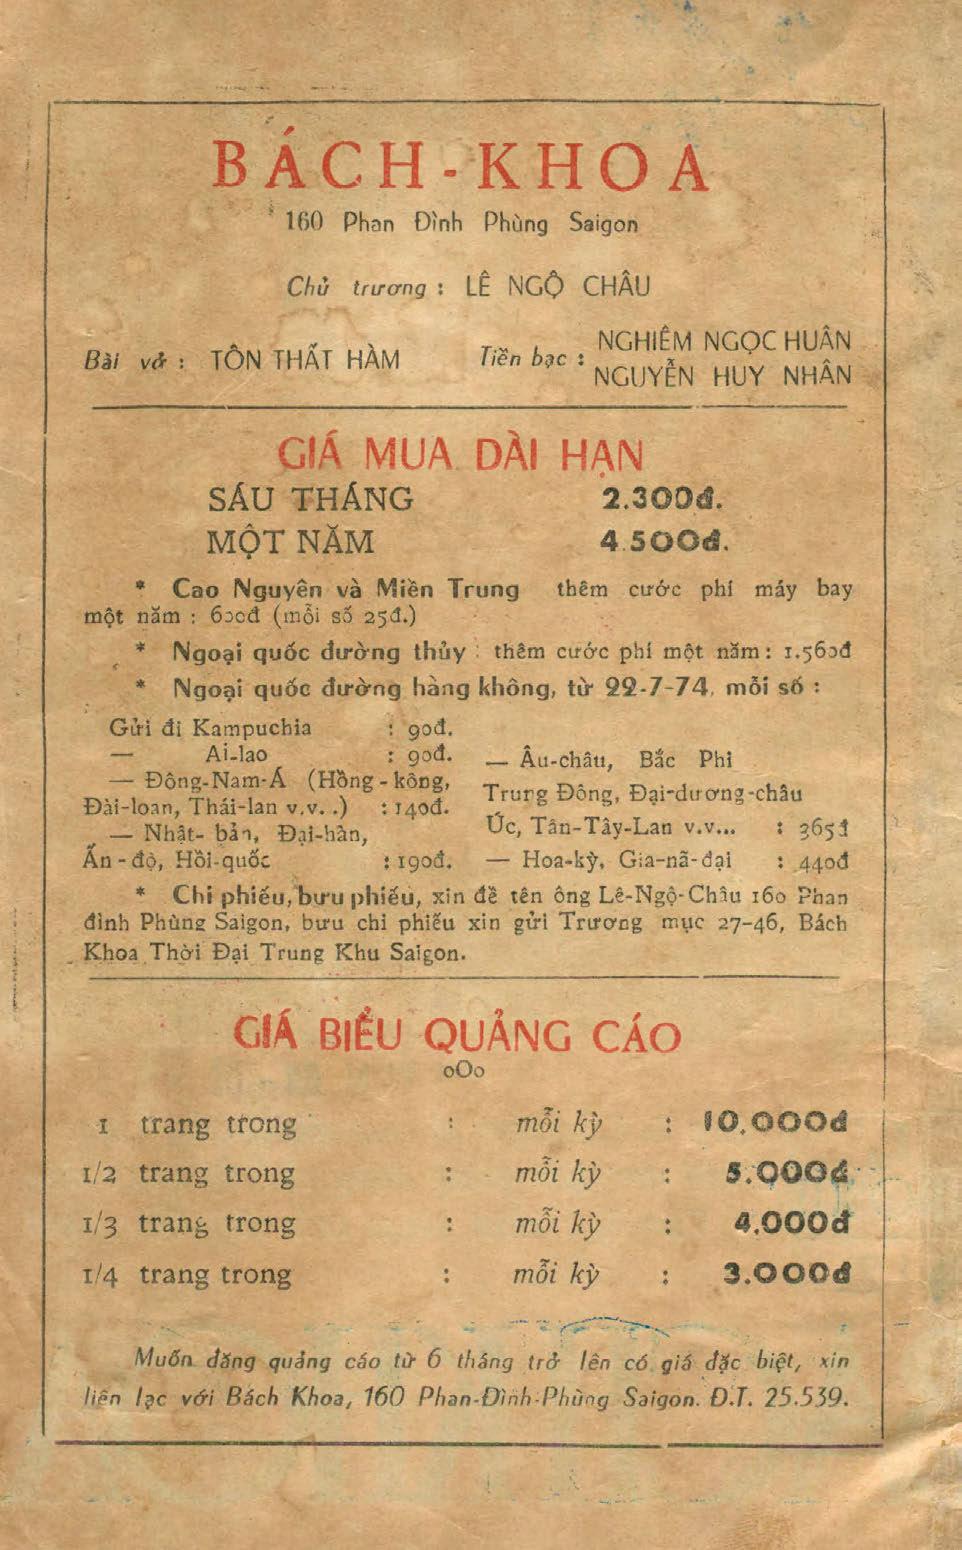 BÁCH - KHOA
160 Phan Đình Phùng Saigon
Chủ trương : LÊ NGỘ CHÂU
Bài vở : TÔN THẤT HÀM
Tiền bạc : NGHIÊM NGỌC HUÂN
NGUYỄN HUY NHÂN
GIÁ MUA DÀI HẠN
SÁU THÁNG 2.300đ.
MỘT NĂM 4.500đ.
* Cao Nguyên và Miền Trung thêm cước phí máy bay
một năm : 600đ (mỗi số 25đ.)
* Ngoại quốc đường thủy : thêm cước phí một năm : 1.560đ
* Ngoại quốc đường hàng không, từ 22-7-74, mỗi số :
Gửi đi Kampuchia : 90đ.
— Ai-lao : 90đ.
— Đông-Nam-Á (Hồng-kông,
Đài-loan, Thái-lan v.v. .) : 140đ.
— Nhật-bản, Đại-hàn,
Ấn-độ, Hồi-quốc : 190đ.
— Âu-châu, Bắc Phi
Trung Đông, Đại-dương-châu
Úc, Tân-Tây-Lan v.v... : 365đ
— Hoa-kỳ, Gia-nã-đại : 440đ
* Chi phiếu, bưu phiếu, xin đề tên ông Lê-Ngộ-Châu 160 Phan
đình Phùng Saigon, bưu chi phiếu xin gửi Trương mục 27-46, Bách
Khoa Thời Đại Trung Khu Saigon.
GIÁ BIỂU QUẢNG CÁO
oOo
1 trang trong : mỗi kỳ : 10.000đ
1/2 trang trong : mỗi kỳ : 5.000đ
1/3 trang trong : mỗi kỳ : 4.000đ
1/4 trang trong : mỗi kỳ : 3.000đ
Muốn đăng quảng cáo từ 6 tháng trở lên có giá đặc biệt, xin
liên lạc với Bách Khoa, 160 Phan-Đình-Phùng Saigon. Đ.T. 25.539.